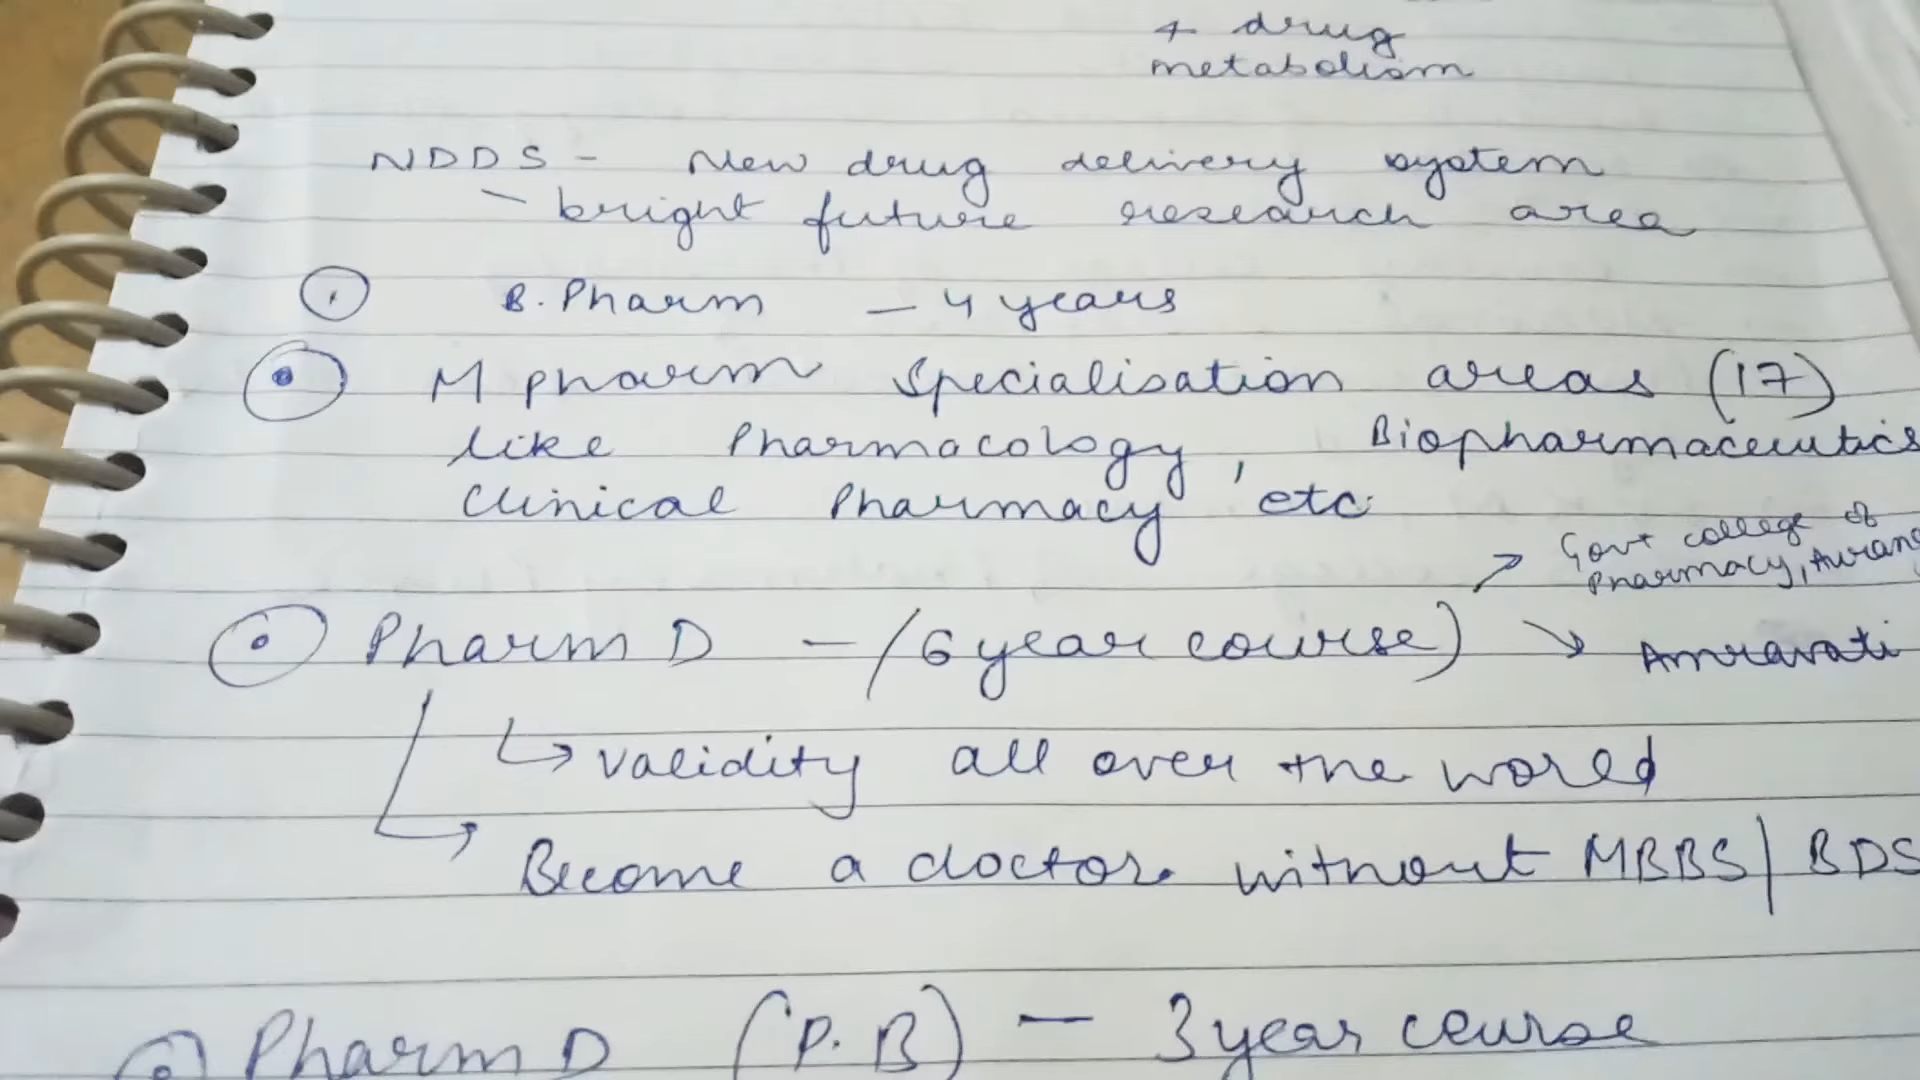 + drug
metabolism
NDDS - New drug delivery system
- bright future research area
1 B. Pharm - 4 years
M pharm Specialisation areas (17)
like Pharmacology, Biopharmaceutics
Clinical Pharmacy, etc.
Govt college of
Pharmacy, Aurang
Pharm D - (6 year course) → Amravati
↳ validity all over the world
↳ Become a doctor without MBBS | BDS
Pharm D (P.B) - 3 year course